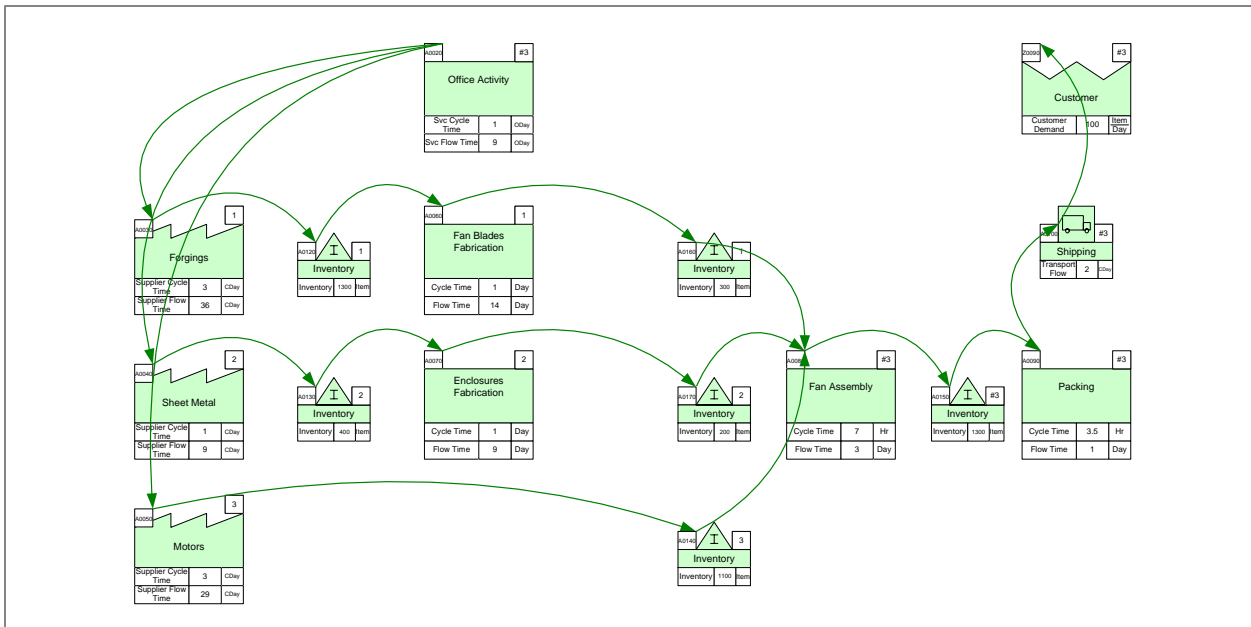 A0020 #3
Office Activity
Svc Cycle
Time 1 ODay
Svc Flow Time 9 ODay
Z0090 #3
Customer
Customer
Demand 100 Item
Day
A0030 1
Forgings
Supplier Cycle
Time 3 CDay
Supplier Flow
Time 36 CDay
A0120 I 1
Inventory
Inventory 1300 Item
A0060 1
Fan Blades
Fabrication
Cycle Time 1 Day
Flow Time 14 Day
A0160 I 1
Inventory
Inventory 300 Item
#3
Shipping
Transport
Flow 2 CDay
A0040 2
Sheet Metal
Supplier Cycle
Time 1 CDay
Supplier Flow
Time 9 CDay
A0130 I 2
Inventory
Inventory 400 Item
A0070 2
Enclosures
Fabrication
Cycle Time 1 Day
Flow Time 9 Day
A0170 I 2
Inventory
Inventory 200 Item
#3
Fan Assembly
Cycle Time 7 Hr
Flow Time 3 Day
A0150 I #3
Inventory
Inventory 1300 Item
A0090 #3
Packing
Cycle Time 3.5 Hr
Flow Time 1 Day
A0050 3
Motors
Supplier Cycle
Time 3 CDay
Supplier Flow
Time 29 CDay
A0140 I 3
Inventory
Inventory 1100 Item